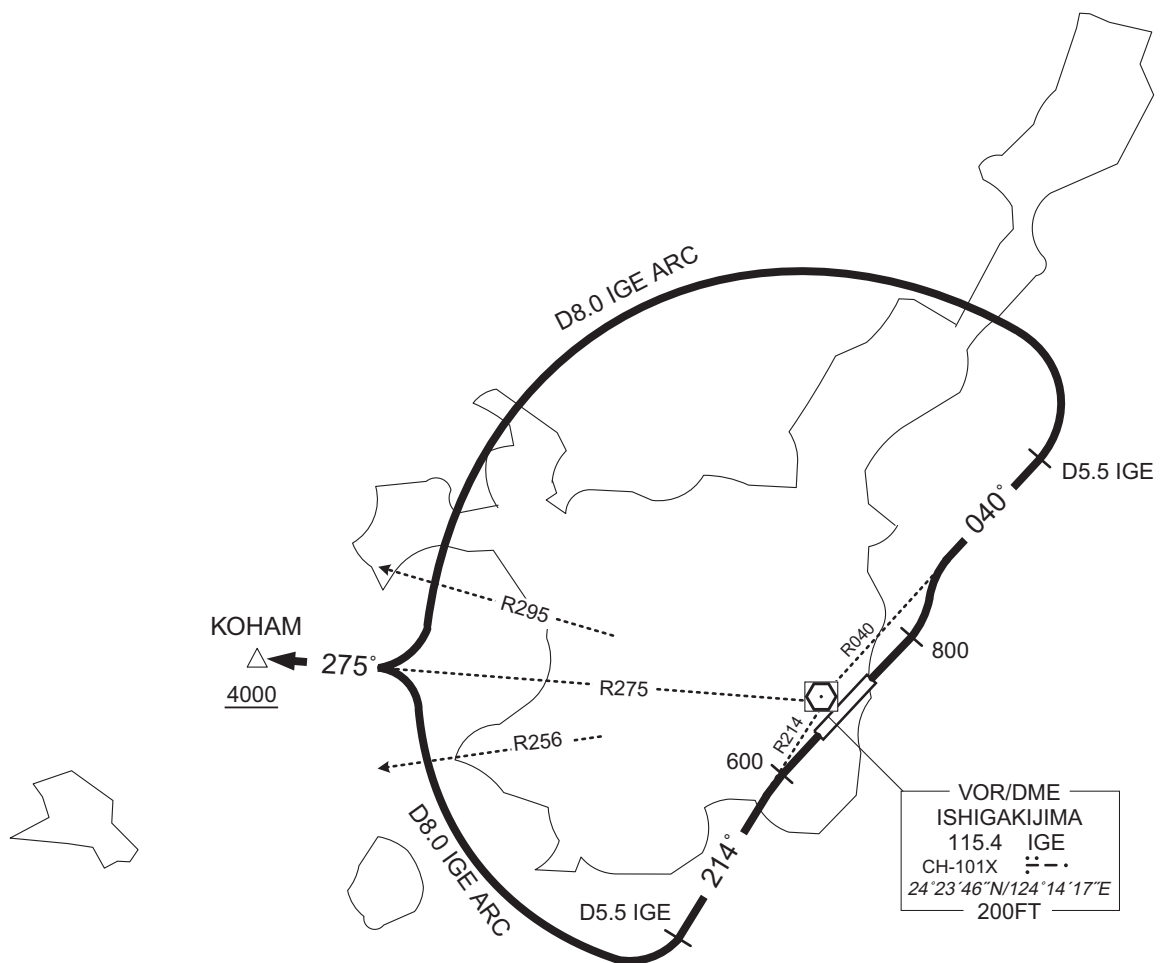 D8.0 IGE ARC
D5.5 IGE
040°
R295
KOHAM
275°
4000
R275
R040
800
R256
R214
600
D8.0 IGE ARC
214°
D5.5 IGE
VOR/DME
ISHIGAKIJIMA
115.4 IGE
CH-101X
24°23′46″N/124°14′17″E
200FT